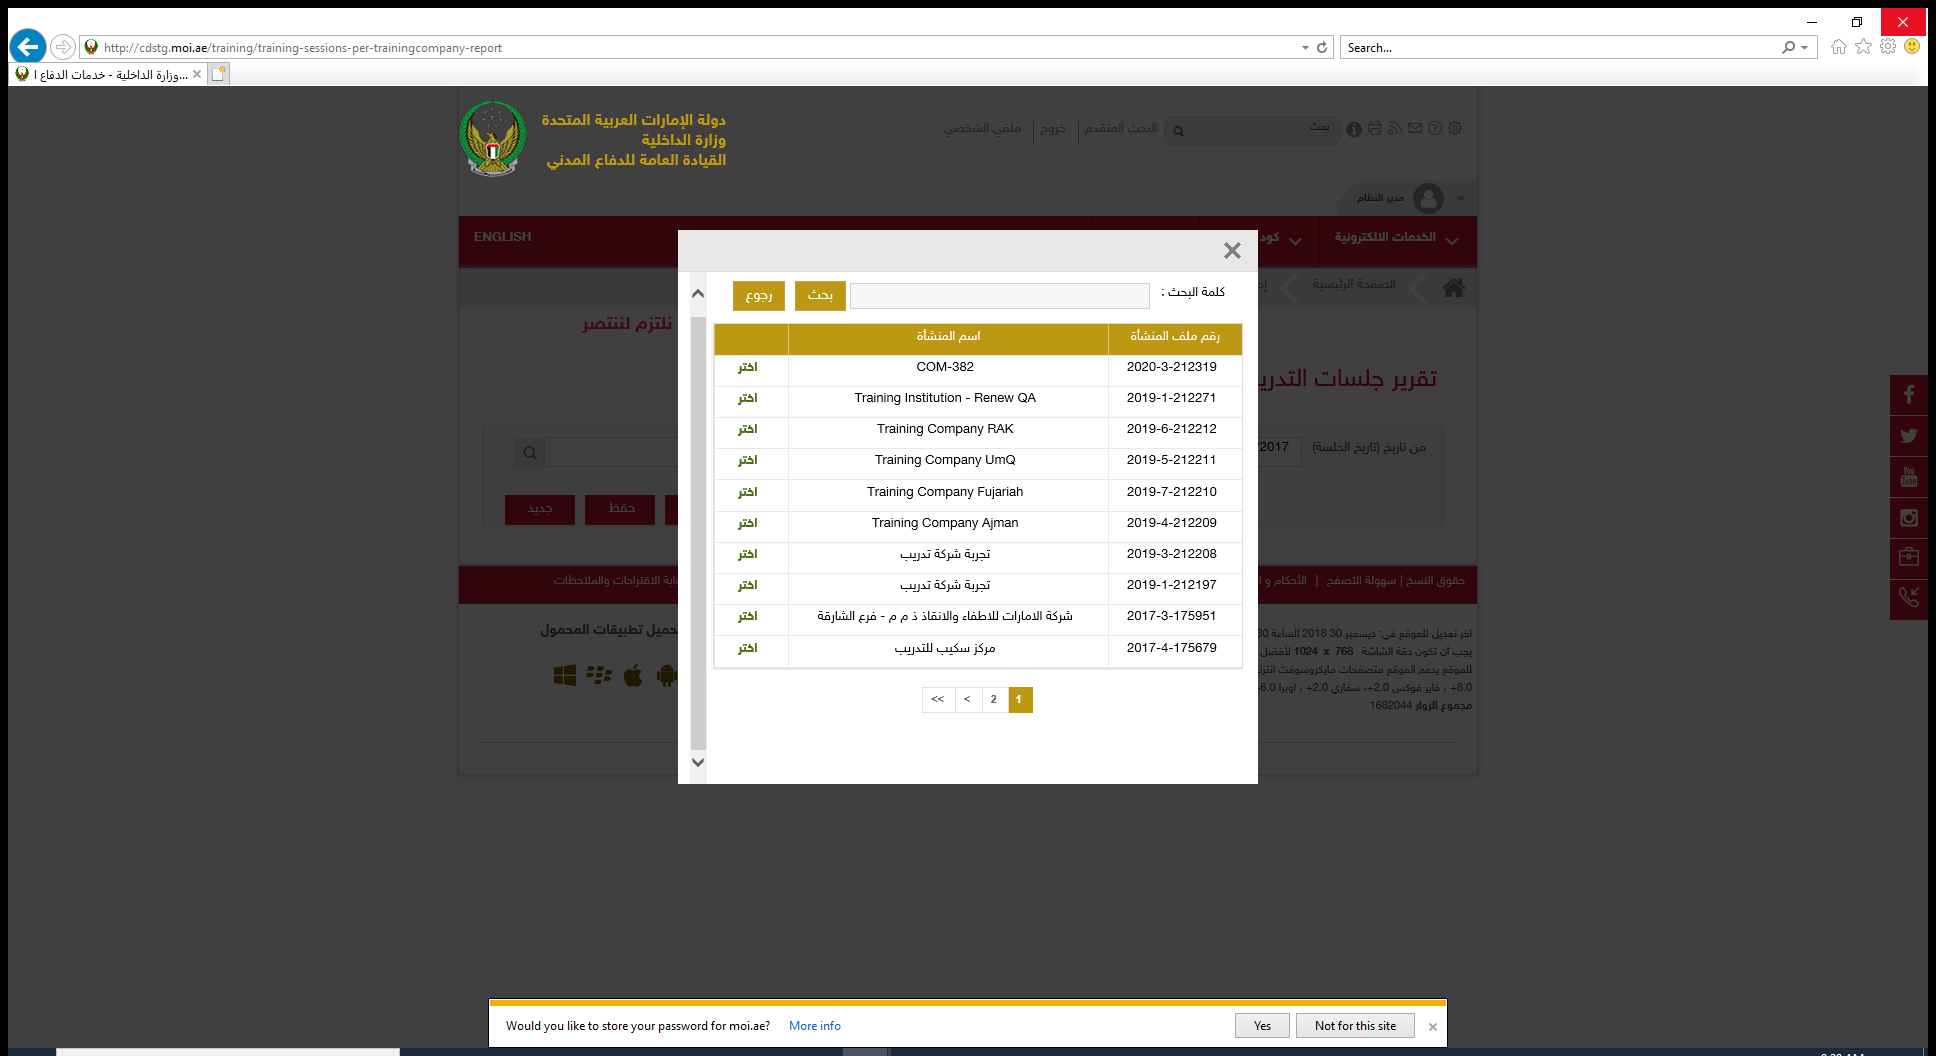 http://cdstg.moi.ae/training/training-sessions-per-trainingcompany-report
Search...
وزارة الداخلية - خدمات الدفاع ا...
دولة الإمارات العربية المتحدة
وزارة الداخلية
القيادة العامة للدفاع المدني
بحث
البحث المتقدم
خروج
ملفي الشخصي
مدير النظام
الخدمات الالكترونية
كود
ENGLISH
الصفحة الرئيسية
نلتزم لننتصر
تقرير جلسات التدري
من تاريخ (تاريخ الجلسة)
/2017
حفظ
جديد
كلمة البحث :
بحث
رجوع
رقم ملف المنشأة اسم المنشأة
2020-3-212319 COM-382 اختر
2019-1-212271 Training Institution - Renew QA اختر
2019-6-212212 Training Company RAK اختر
2019-5-212211 Training Company UmQ اختر
2019-7-212210 Training Company Fujariah اختر
2019-4-212209 Training Company Ajman اختر
2019-3-212208 تجربة شركة تدريب اختر
2019-1-212197 تجربة شركة تدريب اختر
2017-3-175951 شركة الامارات للاطفاء والانقاذ ذ م م - فرع الشارقة اختر
2017-4-175679 مركز سكيب للتدريب اختر
1 2 > >>
حقوق النسخ | سهولة التصفح | الأحكام و ا
ابة الاقتراحات والملاحظات
حميل تطبيقات المحمول
اخر تعديل للموقع في: ديسمبر 30 2018 الساعة 30
يجب أن تكون دقة الشاشة 768 x 1024 لأفضل
للموقع يدعم الموقع متصفحات مايكروسوفت انتر
8.0+ ، فاير فوكس 2.0+، سفاري 2.0+ ، اوبرا 6.0-
مجموع الزوار 1682044
Would you like to store your password for moi.ae? More info
Yes
Not for this site